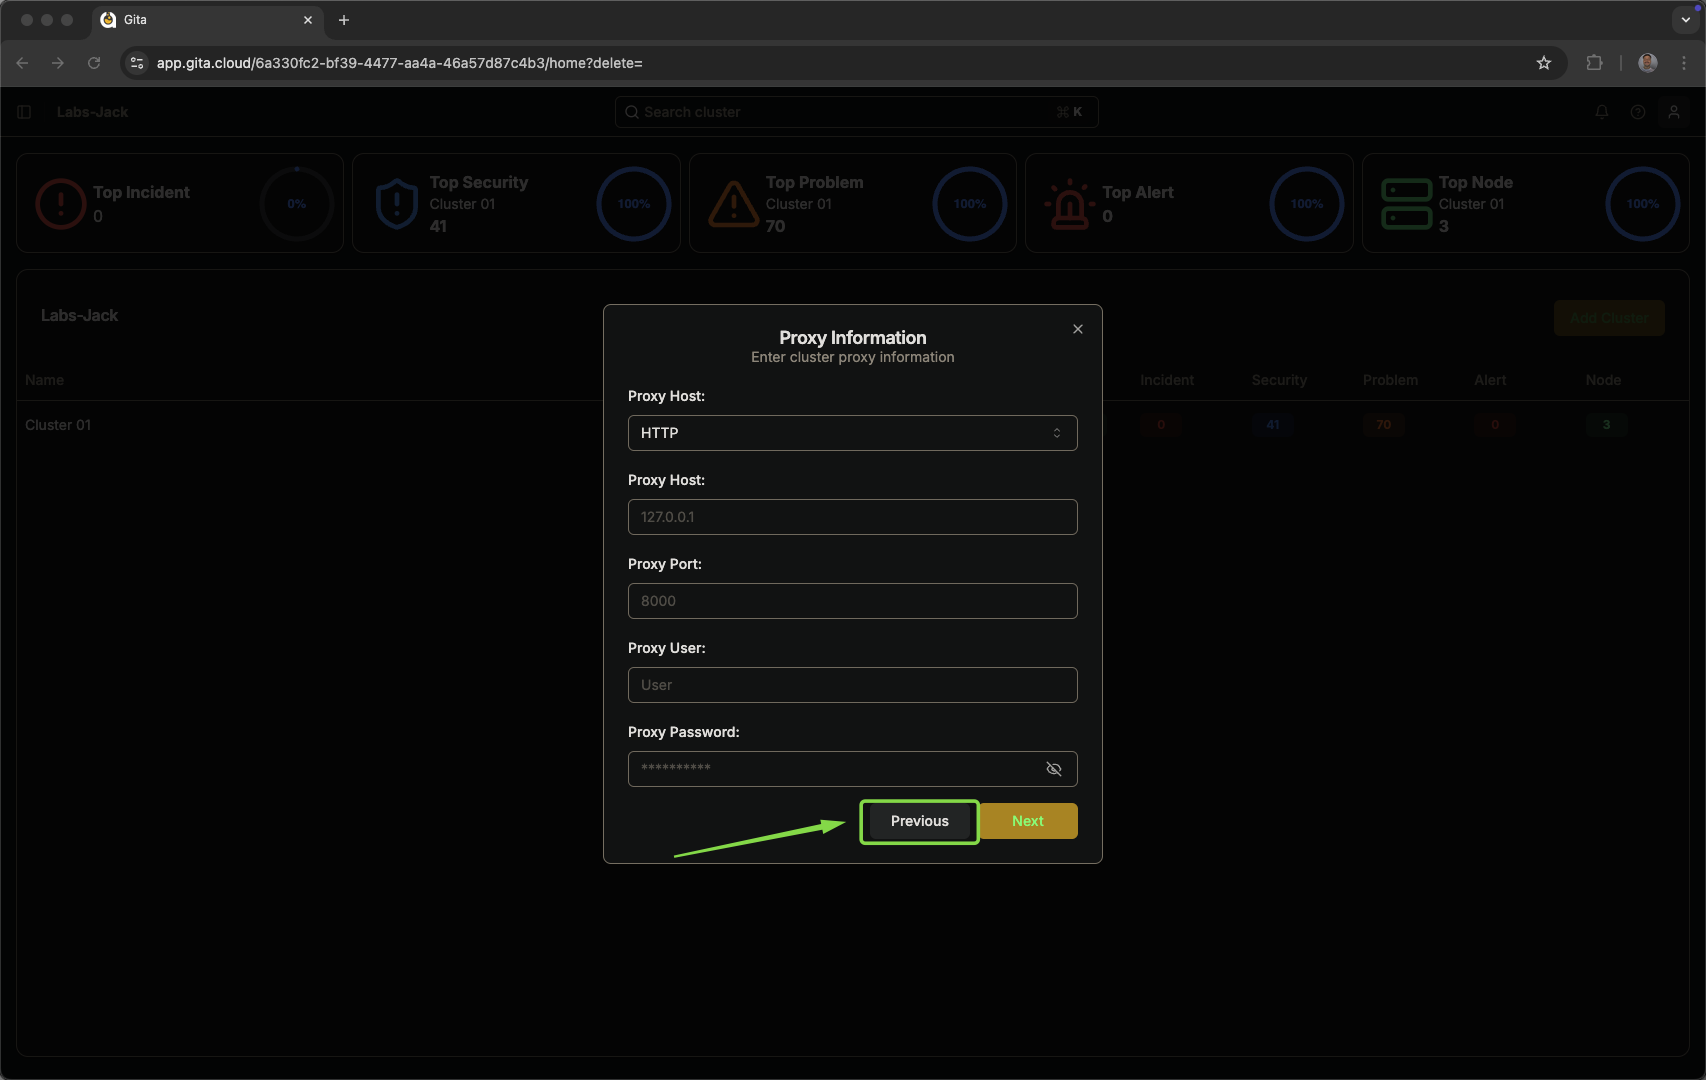 Gita
app.gita.cloud/6a330fc2-bf39-4477-aa4a-46a57d87c4b3/home?delete=
Labs-Jack
Search cluster
⌘ K
Top Incident
0
0%
Top Security
Cluster 01
41
100%
Top Problem
Cluster 01
70
100%
Top Alert
0
100%
Top Node
Cluster 01
3
100%
Labs-Jack
Add Cluster
Name
Incident
Security
Problem
Alert
Node
Cluster 01
0
41
70
0
3
Proxy Information
Enter cluster proxy information
Proxy Host:
HTTP
Proxy Host:
127.0.0.1
Proxy Port:
8000
Proxy User:
User
Proxy Password:
**********
Previous
Next